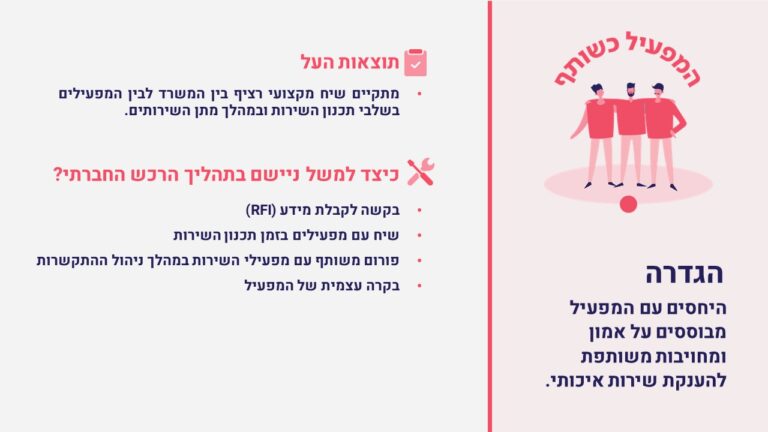 המפעיל כשותף
הגדרה
היחסים עם המפעיל
מבוססים על אמון
ומחויבות משותפת
להענקת שירות איכותי.
תוצאות העל
• מתקיים שיח מקצועי רציף בין המשרד לבין המפעילים
בשלבי תכנון השירות ובמהלך מתן השירותים.
כיצד למשל ניישם בתהליך הרכש החברתי?
• בקשה לקבלת מידע (RFI)
• שיח עם מפעילים בזמן תכנון השירות
• פורום משותף עם מפעילי השירות במהלך ניהול ההתקשרות
• בקרה עצמית של המפעיל